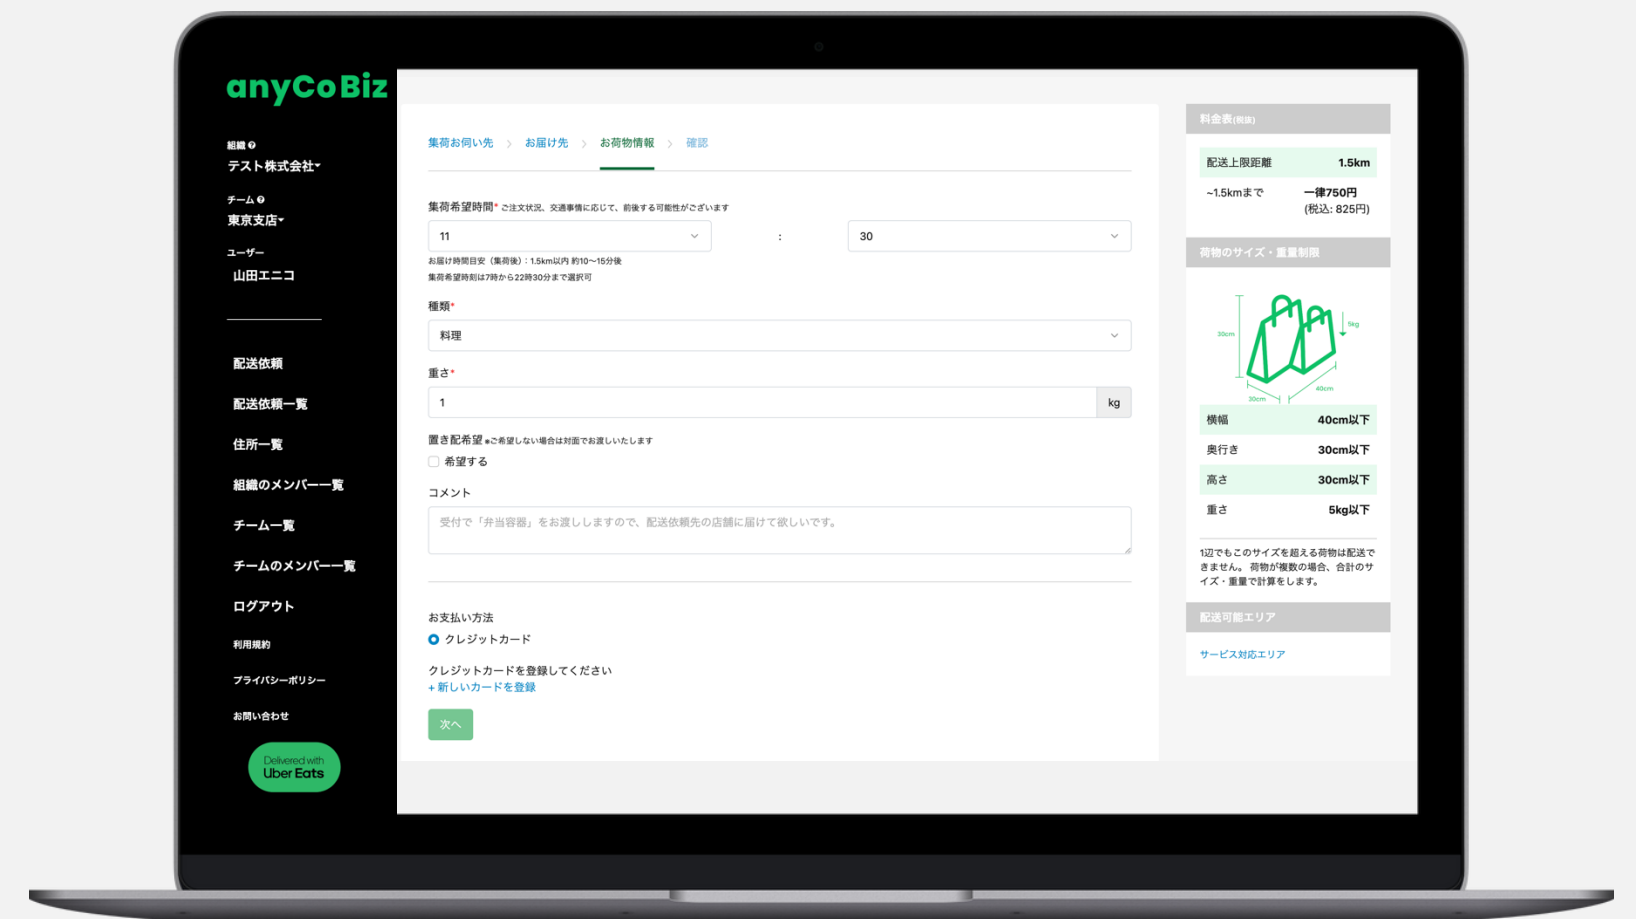 anyCo Biz
組織
テスト株式会社
チーム
東京支店
ユーザー
山田エニコ
配送依頼
配送依頼一覧
住所一覧
組織のメンバー一覧
チーム一覧
チームのメンバー一覧
ログアウト
利用規約
プライバシーポリシー
お問い合わせ
Delivered with
Uber Eats
集荷お伺い先 お届け先 お荷物情報 確認
集荷希望時間* ご注文状況、交通事情に応じて、前後する可能性がございます
11 : 30
お届け時間目安（集荷後）: 1.5km以内 約10〜15分後
集荷希望時刻は7時から22時30分まで選択可
種類*
料理
重さ*
1 kg
置き配希望 ※ご希望しない場合は対面でお渡しいたします
希望する
コメント
受付で「弁当容器」をお渡ししますので、配送依頼先の店舗に届けて欲しいです。
お支払い方法
クレジットカード
クレジットカードを登録してください
+ 新しいカードを登録
次へ
料金表(税抜)
配送上限距離 1.5km
~1.5kmまで 一律750円
(税込: 825円)
荷物のサイズ・重量制限
30cm
5kg
40cm
30cm
横幅 40cm以下
奥行き 30cm以下
高さ 30cm以下
重さ 5kg以下
1辺でもこのサイズを超える荷物は配送で
きません。 荷物が複数の場合、合計のサ
イズ・重量で計算をします。
配送可能エリア
サービス対応エリア